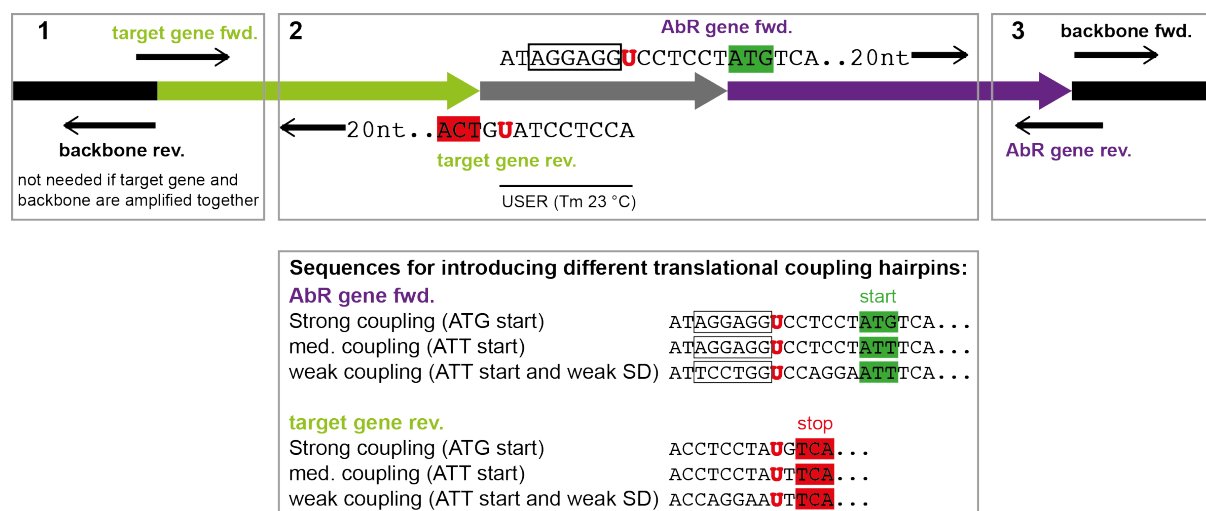 1
target gene fwd.
backbone rev.
not needed if target gene and
backbone are amplified together
2
AbR gene fwd.
ATAGGAGGUCCTCCTATGTCA..20nt
20nt..ACTGUATCCTCCA
target gene rev.
USER (Tm 23 °C)
3
backbone fwd.
AbR gene rev.
Sequences for introducing different translational coupling hairpins:
AbR gene fwd.
start
Strong coupling (ATG start) ATAGGAGGUCCTCCTATGTCA...
med. coupling (ATT start) ATAGGAGGUCCTCCTATTTCA...
weak coupling (ATT start and weak SD) ATTCCTGGUCCAGGAATTTCA...
target gene rev.
stop
Strong coupling (ATG start) ACCTCCTAUGTCA...
med. coupling (ATT start) ACCTCCTAUTTCA...
weak coupling (ATT start and weak SD) ACCAGGAAUTTCA...